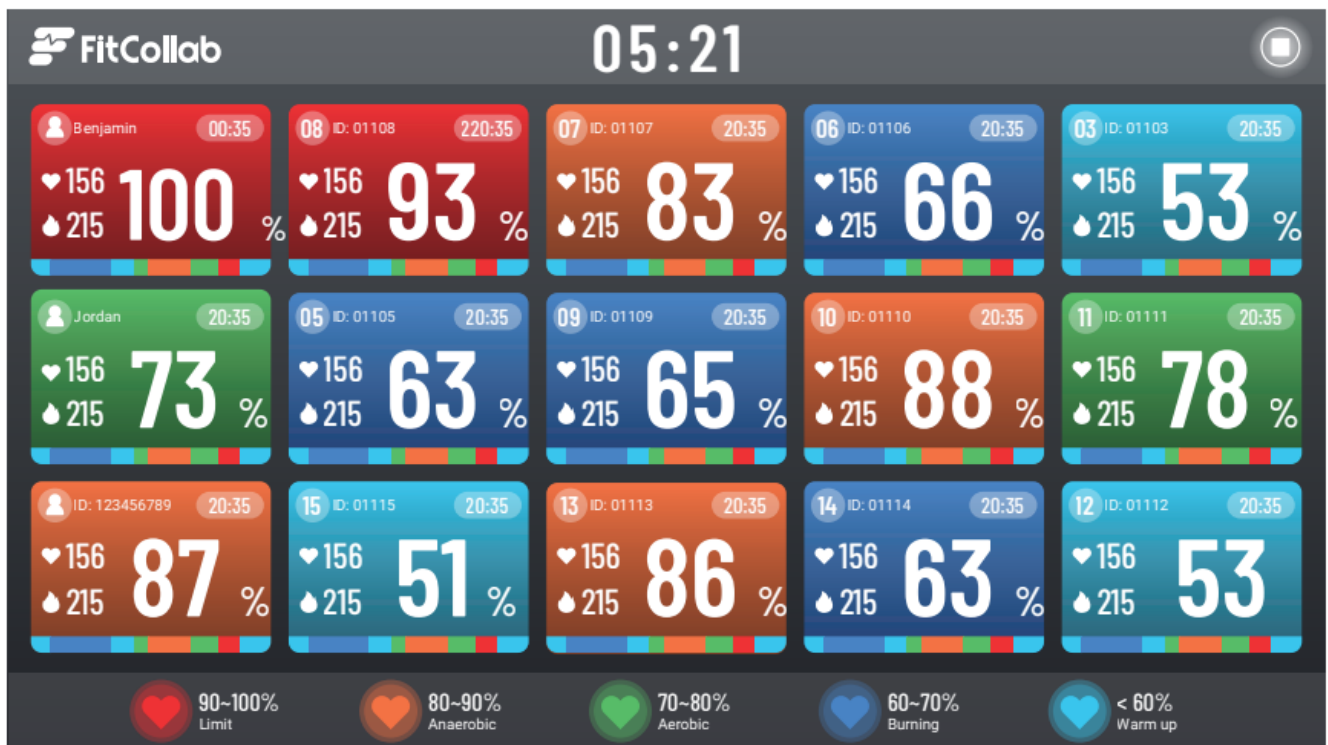 FitCollab
05:21
Benjamin 00:35
156
215
100 %
08 ID: 01108 220:35
156
215
93 %
07 ID: 01107 20:35
156
215
83 %
06 ID: 01106 20:35
156
215
66 %
03 ID: 01103 20:35
156
215
53 %
Jordan 20:35
156
215
73 %
05 ID: 01105 20:35
156
215
63 %
09 ID: 01109 20:35
156
215
65 %
10 ID: 01110 20:35
156
215
88 %
11 ID: 01111 20:35
156
215
78 %
ID: 123456789 20:35
156
215
87 %
15 ID: 01115 20:35
156
215
51 %
13 ID: 01113 20:35
156
215
86 %
14 ID: 01114 20:35
156
215
63 %
12 ID: 01112 20:35
156
215
53
90~100%
Limit
80~90%
Anaerobic
70~80%
Aerobic
60~70%
Burning
< 60%
Warm up